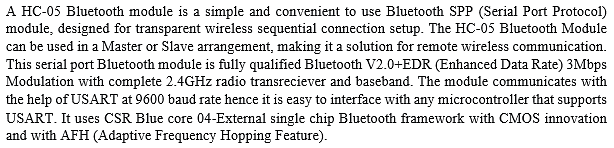 A HC-05 Bluetooth module is a simple and convenient to use Bluetooth SPP (Serial Port Protocol)
module, designed for transparent wireless sequential connection setup. The HC-05 Bluetooth Module
can be used in a Master or Slave arrangement, making it a solution for remote wireless communication.
This serial port Bluetooth module is fully qualified Bluetooth V2.0+EDR (Enhanced Data Rate) 3Mbps
Modulation with complete 2.4GHz radio transreciever and baseband. The module communicates with
the help of USART at 9600 baud rate hence it is easy to interface with any microcontroller that supports
USART. It uses CSR Blue core 04-External single chip Bluetooth framework with CMOS innovation
and with AFH (Adaptive Frequency Hopping Feature).